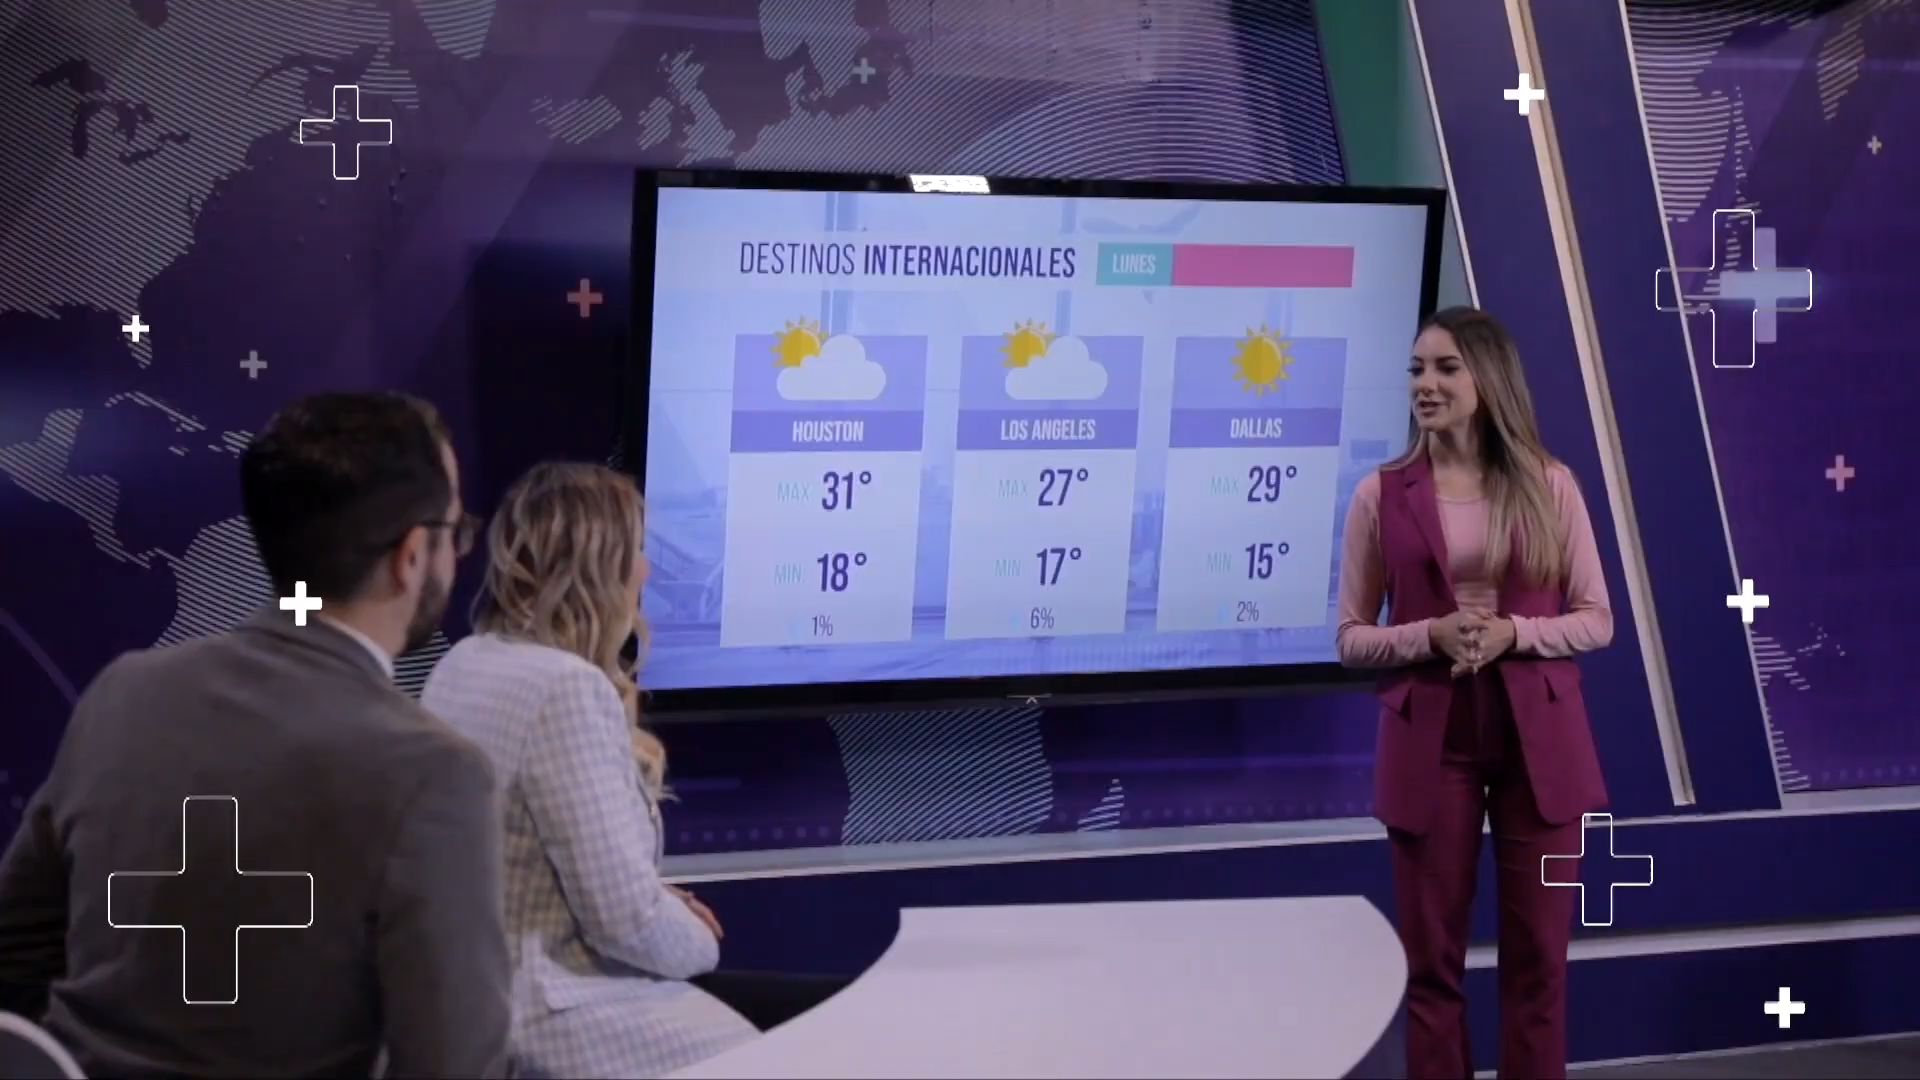 DESTINOS INTERNACIONALES
LUNES
HOUSTON
MAX 31°
MIN. 18°
1%
LOS ANGELES
MAX 27°
MIN 17°
6%
DALLAS
MAX 29°
MIN 15°
2%